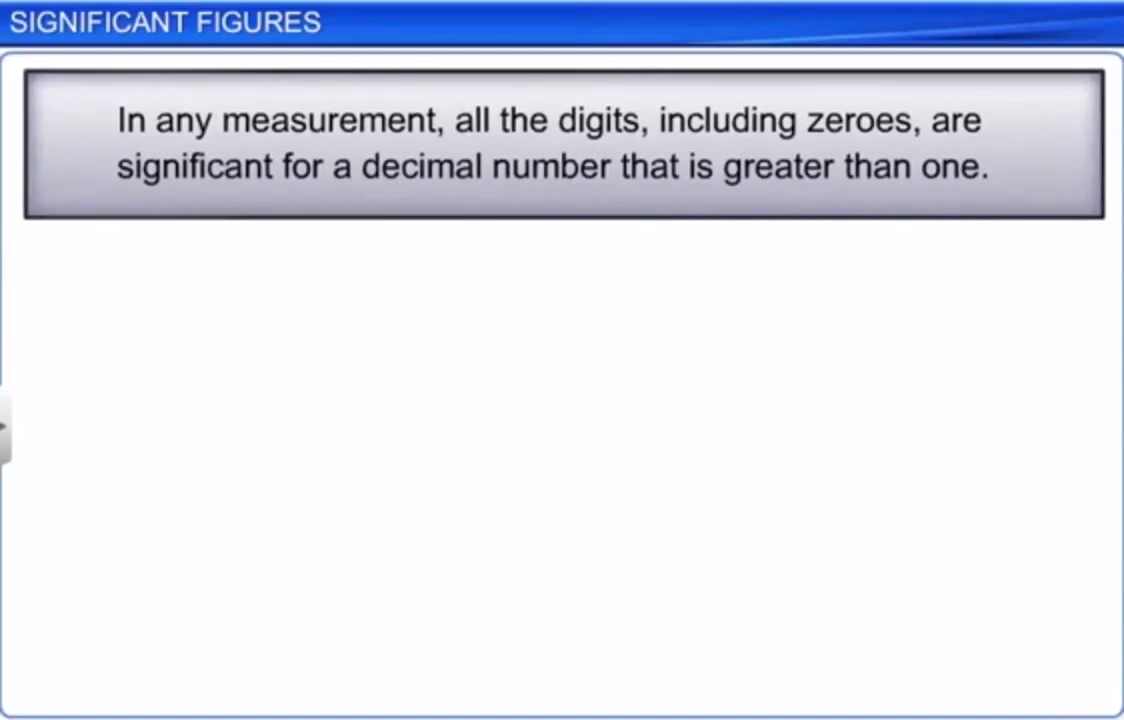 SIGNIFICANT FIGURES
In any measurement, all the digits, including zeroes, are
significant for a decimal number that is greater than one.